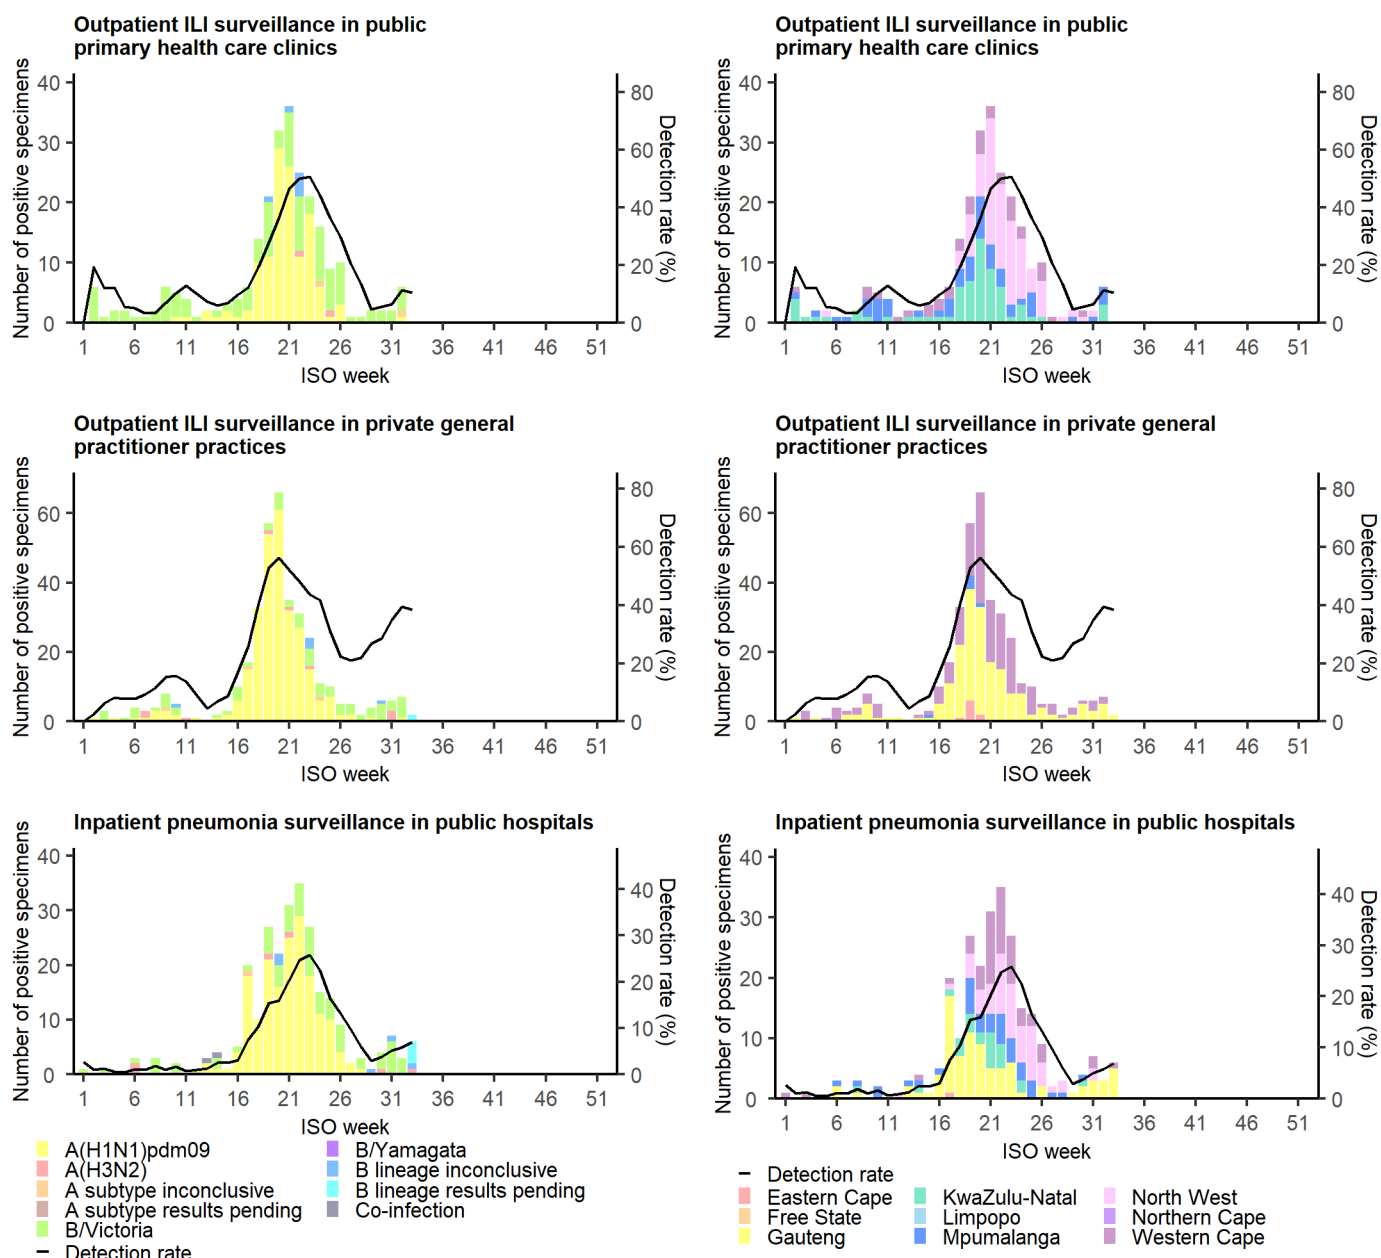 Outpatient ILI surveillance in public
primary health care clinics
Number of positive specimens
40
30
20
10
0
80
60
40
20
0
Detection rate (%)
1 6 11 16 21 26 31 36 41 46 51
ISO week
Outpatient ILI surveillance in public
primary health care clinics
Number of positive specimens
40
30
20
10
0
80
60
40
20
0
Detection rate (%)
1 6 11 16 21 26 31 36 41 46 51
ISO week
Outpatient ILI surveillance in private general
practitioner practices
Number of positive specimens
60
40
20
0
80
60
40
20
0
Detection rate (%)
1 6 11 16 21 26 31 36 41 46 51
ISO week
Outpatient ILI surveillance in private general
practitioner practices
Number of positive specimens
60
40
20
0
80
60
40
20
0
Detection rate (%)
1 6 11 16 21 26 31 36 41 46 51
ISO week
Inpatient pneumonia surveillance in public hospitals
Number of positive specimens
40
30
20
10
0
40
30
20
10
0
Detection rate (%)
1 6 11 16 21 26 31 36 41 46 51
ISO week
A(H1N1)pdm09
A(H3N2)
A subtype inconclusive
A subtype results pending
B/Victoria
Detection rate
B/Yamagata
B lineage inconclusive
B lineage results pending
Co-infection
Inpatient pneumonia surveillance in public hospitals
Number of positive specimens
40
30
20
10
0
40
30
20
10
0
Detection rate (%)
1 6 11 16 21 26 31 36 41 46 51
ISO week
Detection rate
Eastern Cape
Free State
Gauteng
KwaZulu-Natal
Limpopo
Mpumalanga
North West
Northern Cape
Western Cape